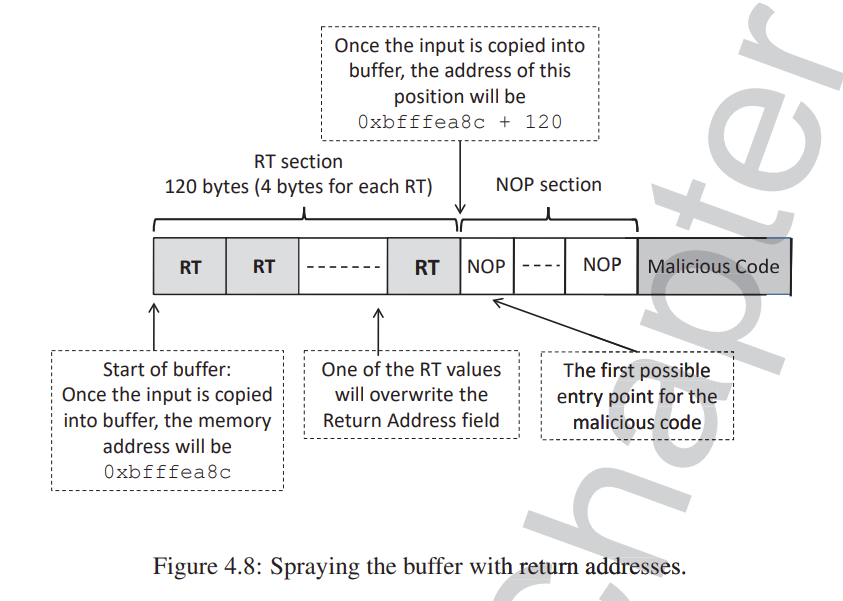 Once the input is copied into
buffer, the address of this
position will be
0xbfffea8c + 120
RT section
120 bytes (4 bytes for each RT)
NOP section
RT
RT
RT
NOP
NOP
Malicious Code
Start of buffer:
Once the input is copied
into buffer, the memory
address will be
0xbfffea8c
One of the RT values
will overwrite the
Return Address field
The first possible
entry point for the
malicious code
Figure 4.8: Spraying the buffer with return addresses.
Chapter